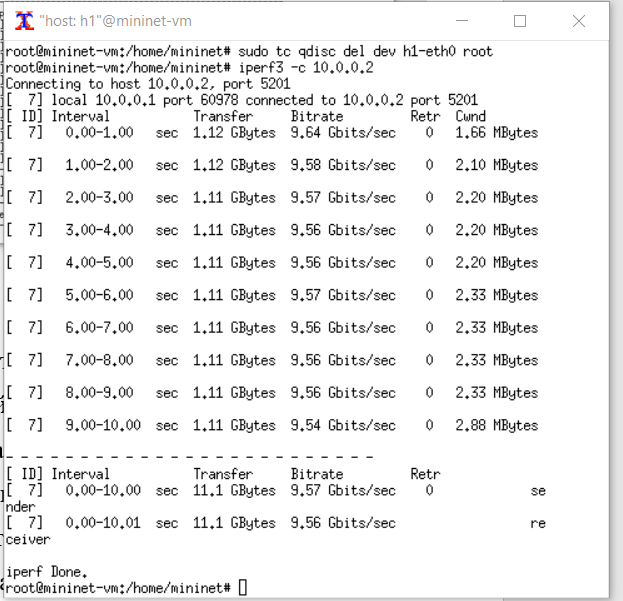 "host: h1"@mininet-vm
root@mininet-vm:/home/mininet# sudo tc qdisc del dev h1-eth0 root
root@mininet-vm:/home/mininet# iperf3 -c 10.0.0.2
Connecting to host 10.0.0.2, port 5201
[  7] local 10.0.0.1 port 60978 connected to 10.0.0.2 port 5201
[ ID] Interval           Transfer     Bitrate         Retr  Cwnd
[  7]   0.00-1.00   sec  1.12 GBytes  9.64 Gbits/sec    0   1.66 MBytes
[  7]   1.00-2.00   sec  1.12 GBytes  9.58 Gbits/sec    0   2.10 MBytes
[  7]   2.00-3.00   sec  1.11 GBytes  9.57 Gbits/sec    0   2.20 MBytes
[  7]   3.00-4.00   sec  1.11 GBytes  9.56 Gbits/sec    0   2.20 MBytes
[  7]   4.00-5.00   sec  1.11 GBytes  9.56 Gbits/sec    0   2.20 MBytes
[  7]   5.00-6.00   sec  1.11 GBytes  9.57 Gbits/sec    0   2.33 MBytes
[  7]   6.00-7.00   sec  1.11 GBytes  9.56 Gbits/sec    0   2.33 MBytes
[  7]   7.00-8.00   sec  1.11 GBytes  9.56 Gbits/sec    0   2.33 MBytes
[  7]   8.00-9.00   sec  1.11 GBytes  9.56 Gbits/sec    0   2.33 MBytes
[  7]   9.00-10.00  sec  1.11 GBytes  9.54 Gbits/sec    0   2.88 MBytes
- - - - - - - - - - - - - - - - - - - - - - - - -
[ ID] Interval           Transfer     Bitrate         Retr
[  7]   0.00-10.00  sec  11.1 GBytes  9.57 Gbits/sec    0             se
nder
[  7]   0.00-10.01  sec  11.1 GBytes  9.56 Gbits/sec                  re
ceiver
iperf Done.
root@mininet-vm:/home/mininet#